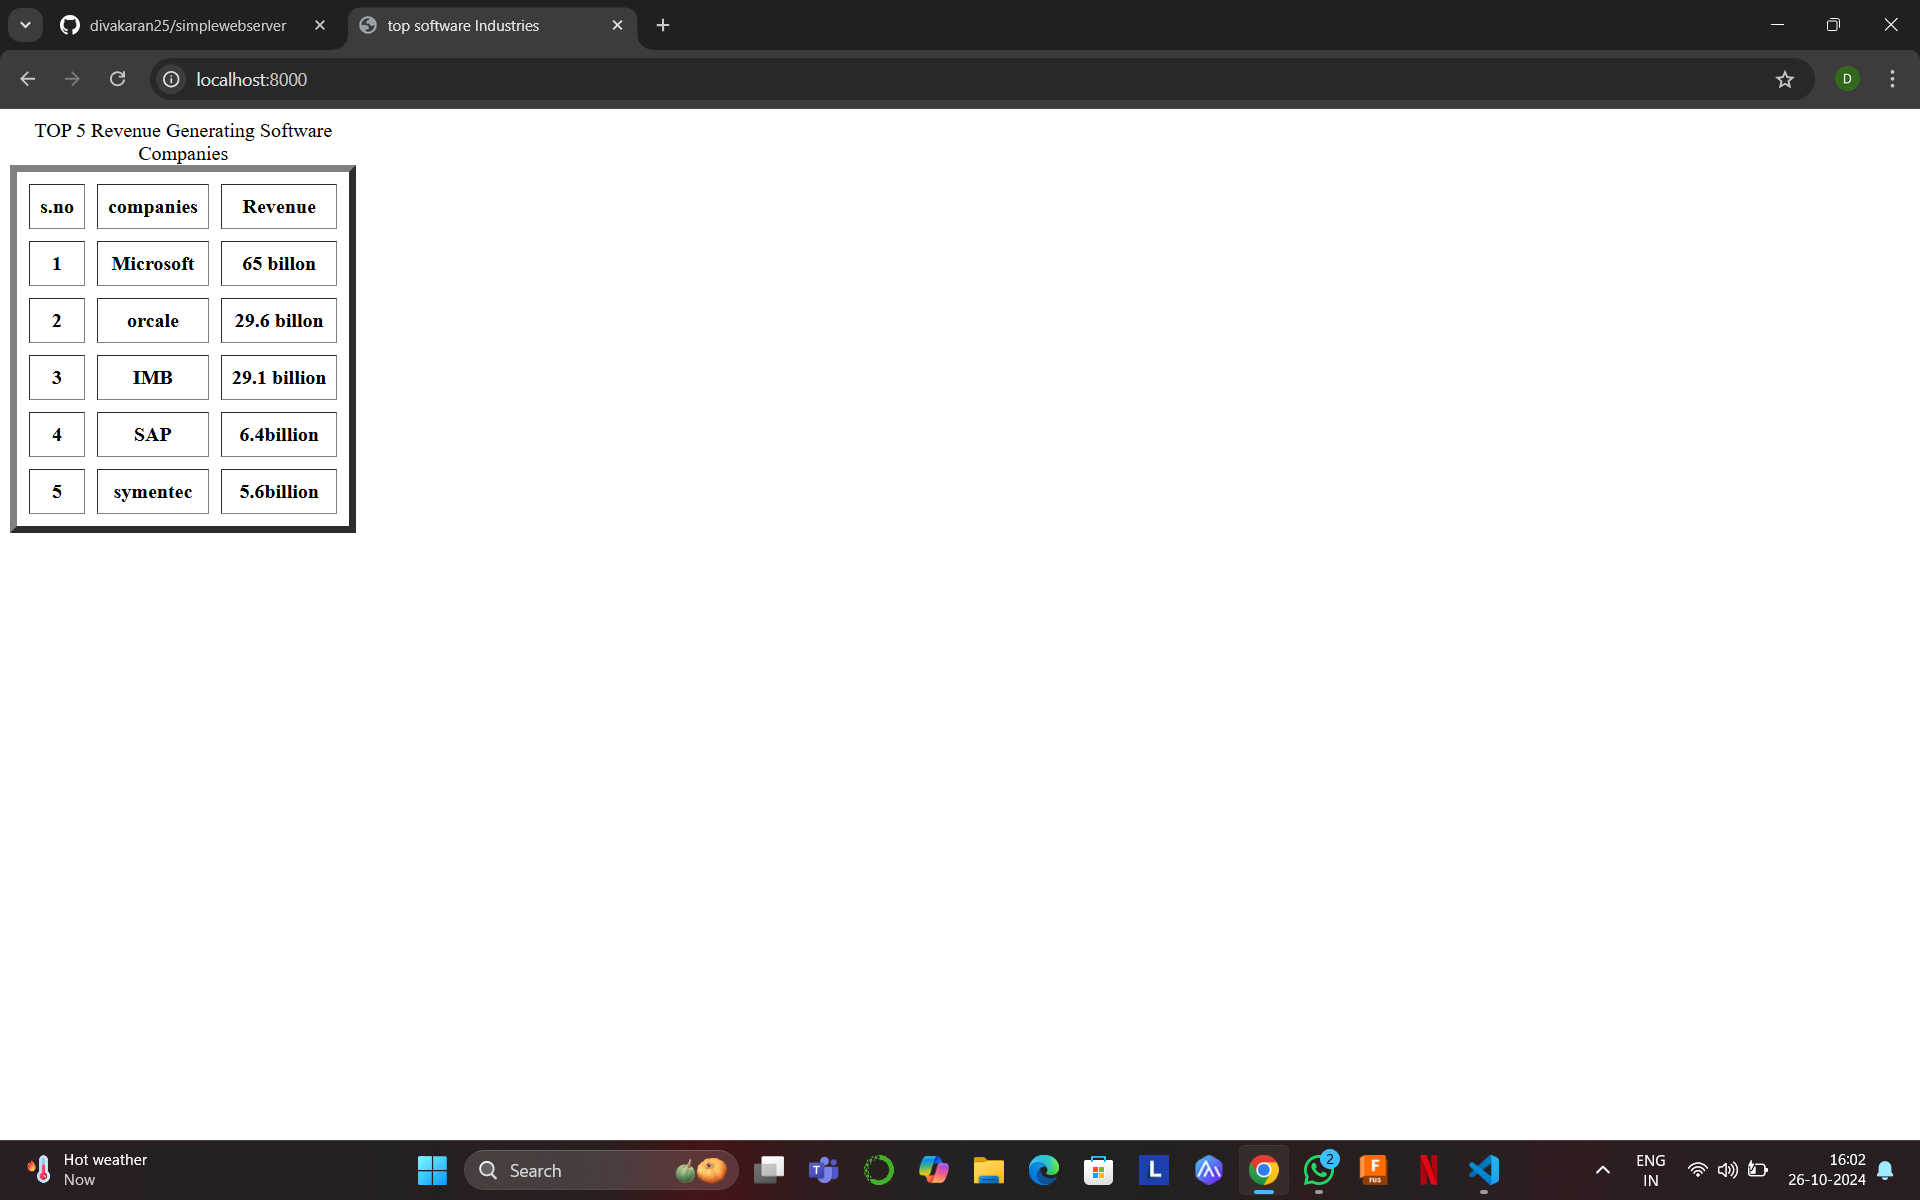 divakaran25/simplewebserver
top software Industries
localhost:8000
D
TOP 5 Revenue Generating Software
Companies
s.no companies Revenue
1 Microsoft 65 billon
2 orcale 29.6 billon
3 IMB 29.1 billion
4 SAP 6.4billion
5 symentec 5.6billion
Hot weather
Now
Search
T
L
2
F
FUS
N
ENG
IN
16:02
26-10-2024